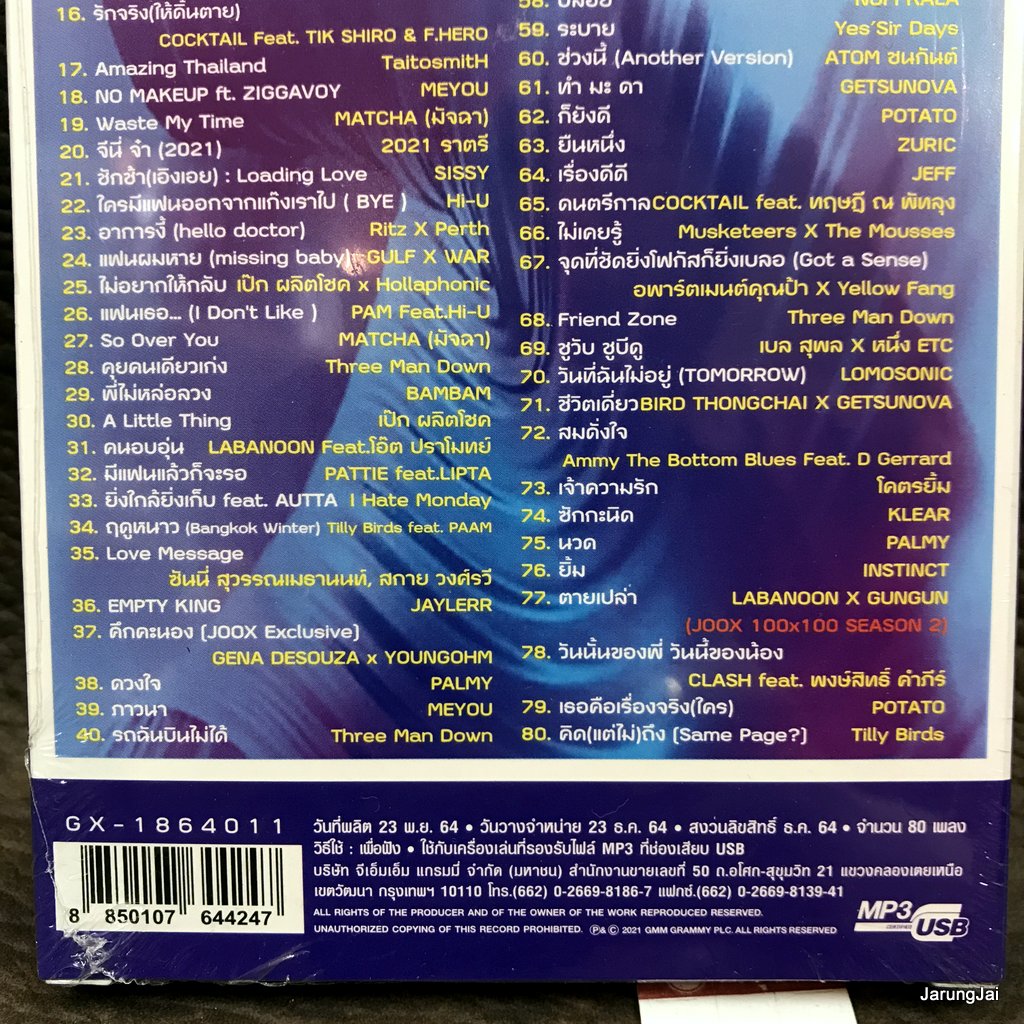 16. รักจริง(ให้ดิ้นตาย)
COCKTAIL Feat. TIK SHIRO & F.HERO
17. Amazing Thailand TaitosmitH
18. NO MAKEUP ft. ZIGGAVOY MEYOU
19. Waste My Time MATCHA (มัจฉา)
20. จีนี่ จ๋า (2021) 2021 ราตรี
21. ชักช้า(เอิงเอย) : Loading Love SISSY
22. ใครมีแฟนออกจากแก๊งเราไป ( BYE ) Hi-U
23. อาการงี้ (hello doctor) Ritz X Perth
24. แฟนผมหาย (missing baby) GULF X WAR
25. ไม่อยากให้กลับ เป๊ก ผลิตโชค x Hollaphonic
26. แฟนเธอ... (I Don't Like ) PAM Feat.Hi-U
27. So Over You MATCHA (มัจฉา)
28. คุยคนเดียวเก่ง Three Man Down
29. พี่ไม่หล่อลวง BAMBAM
30. A Little Thing เป๊ก ผลิตโชค
31. คนอบอุ่น LABANOON Feat.โอ๊ต ปราโมทย์
32. มีแฟนแล้วก็จะรอ PATTIE feat.LIPTA
33. ยิ่งใกล้ยิ่งเก็บ feat. AUTTA I Hate Monday
34. ฤดูหนาว (Bangkok Winter) Tilly Birds feat. PAAM
35. Love Message
ซันนี่ สุวรรณเมธานนท์, สกาย วงศ์รวี
36. EMPTY KING JAYLERR
37. คึกคะนอง (JOOX Exclusive)
GENA DESOUZA x YOUNGOHM
38. ดวงใจ PALMY
39. ภาวนา MEYOU
40. รถฉันบินไม่ได้ Three Man Down
58. ปล่อย NUM KALA
59. ระบาย Yes'Sir Days
60. ช่วงนี้ (Another Version) ATOM ชนกันต์
61. ทำ มะ ดา GETSUNOVA
62. ก็ยังดี POTATO
63. ยืนหนึ่ง ZURIC
64. เรื่องดีดี JEFF
65. ดนตรีกาล COCKTAIL feat. ทฤษฎี ณ พัทลุง
66. ไม่เคยรู้ Musketeers X The Mousses
67. จุดที่ชัดยิ่งโฟกัสก็ยิ่งเบลอ (Got a Sense)
อพาร์ตเมนต์คุณป้า X Yellow Fang
68. Friend Zone Three Man Down
69. ชูวิบ ชูบีดู เบล สุพล X หนึ่ง ETC
70. วันที่ฉันไม่อยู่ (TOMORROW) LOMOSONIC
71. ชีวิตเดี่ยว BIRD THONGCHAI X GETSUNOVA
72. สมดั่งใจ
Ammy The Bottom Blues Feat. D Gerrard
73. เจ้าความรัก โคตรยิ้ม
74. ซักกะนิด KLEAR
75. นวด PALMY
76. ยิ้ม INSTINCT
77. ตายเปล่า LABANOON X GUNGUN
(JOOX 100x100 SEASON 2)
78. วันนั้นของพี่ วันนี้ของน้อง
CLASH feat. พงษ์สิทธิ์ คำภีร์
79. เธอคือเรื่องจริง(ใคร) POTATO
80. คิด(แต่ไม่)ถึง (Same Page?) Tilly Birds
GX-1864011
8 850107 644247
วันที่ผลิต 23 พ.ย. 64 • วันวางจำหน่าย 23 ธ.ค. 64 • สงวนลิขสิทธิ์ ธ.ค. 64 • จำนวน 80 เพลง
วิธีใช้ : เพื่อฟัง • ใช้กับเครื่องเล่นที่รองรับไฟล์ MP3 ที่ช่องเสียบ USB
บริษัท จีเอ็มเอ็ม แกรมมี่ จำกัด (มหาชน) สำนักงานขายเลขที่ 50 ถ.อโศก-สุขุมวิท 21 แขวงคลองเตยเหนือ
เขตวัฒนา กรุงเทพฯ 10110 โทร.(662) 0-2669-8186-7 แฟกซ์.(662) 0-2669-8139-41
ALL RIGHTS OF THE PRODUCER AND OF THE OWNER OF THE WORK REPRODUCED RESERVED.
UNAUTHORIZED COPYING OF THIS RECORD PROHIBITED. ℗& © 2021 GMM GRAMMY PLC. ALL RIGHTS RESERVED
MP3 CERTIFIED USB
JarungJai